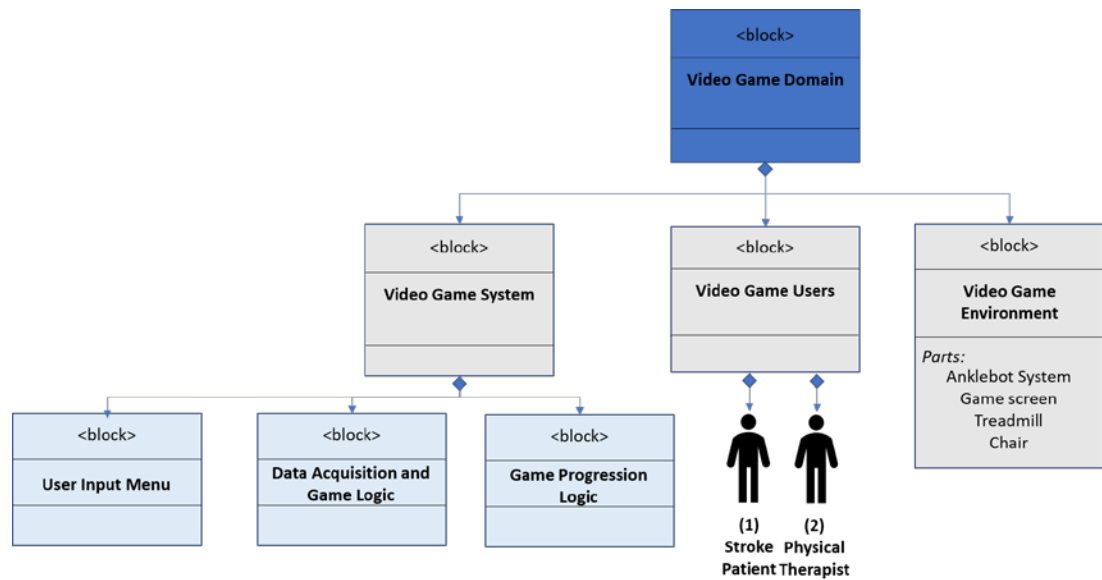 <block>
Video Game Domain
<block>
Video Game System
<block>
Video Game Users
<block>
Video Game
Environment
Parts:
Anklebot System
Game screen
Treadmill
Chair
<block>
User Input Menu
<block>
Data Acquisition and
Game Logic
<block>
Game Progression
Logic
(1)
Stroke
Patient
(2)
Physical
Therapist